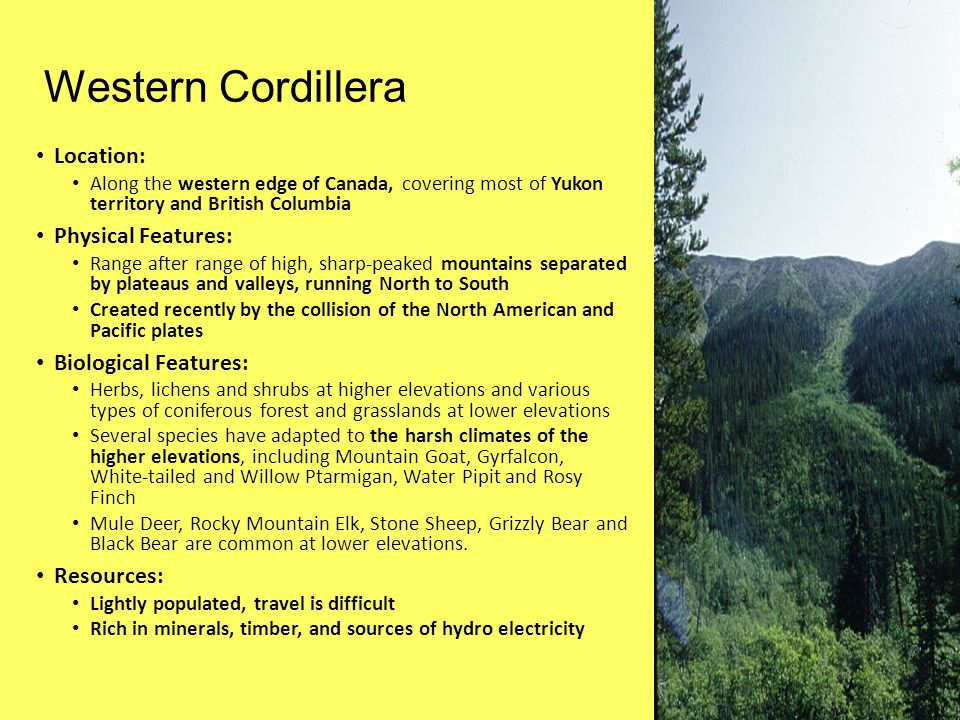 Western Cordillera
• Location:
• Along the western edge of Canada, covering most of Yukon
territory and British Columbia
• Physical Features:
• Range after range of high, sharp-peaked mountains separated
by plateaus and valleys, running North to South
• Created recently by the collision of the North American and
Pacific plates
• Biological Features:
• Herbs, lichens and shrubs at higher elevations and various
types of coniferous forest and grasslands at lower elevations
• Several species have adapted to the harsh climates of the
higher elevations, including Mountain Goat, Gyrfalcon,
White-tailed and Willow Ptarmigan, Water Pipit and Rosy
Finch
• Mule Deer, Rocky Mountain Elk, Stone Sheep, Grizzly Bear and
Black Bear are common at lower elevations.
• Resources:
• Lightly populated, travel is difficult
• Rich in minerals, timber, and sources of hydro electricity